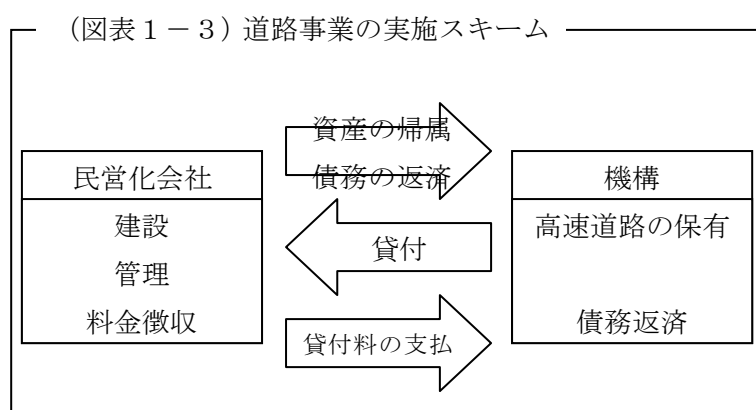 （図表１－３）道路事業の実施スキーム
資産の帰属
債務の返済
民営化会社
機構
建設
管理
料金徴収
貸付
高速道路の保有
債務返済
貸付料の支払